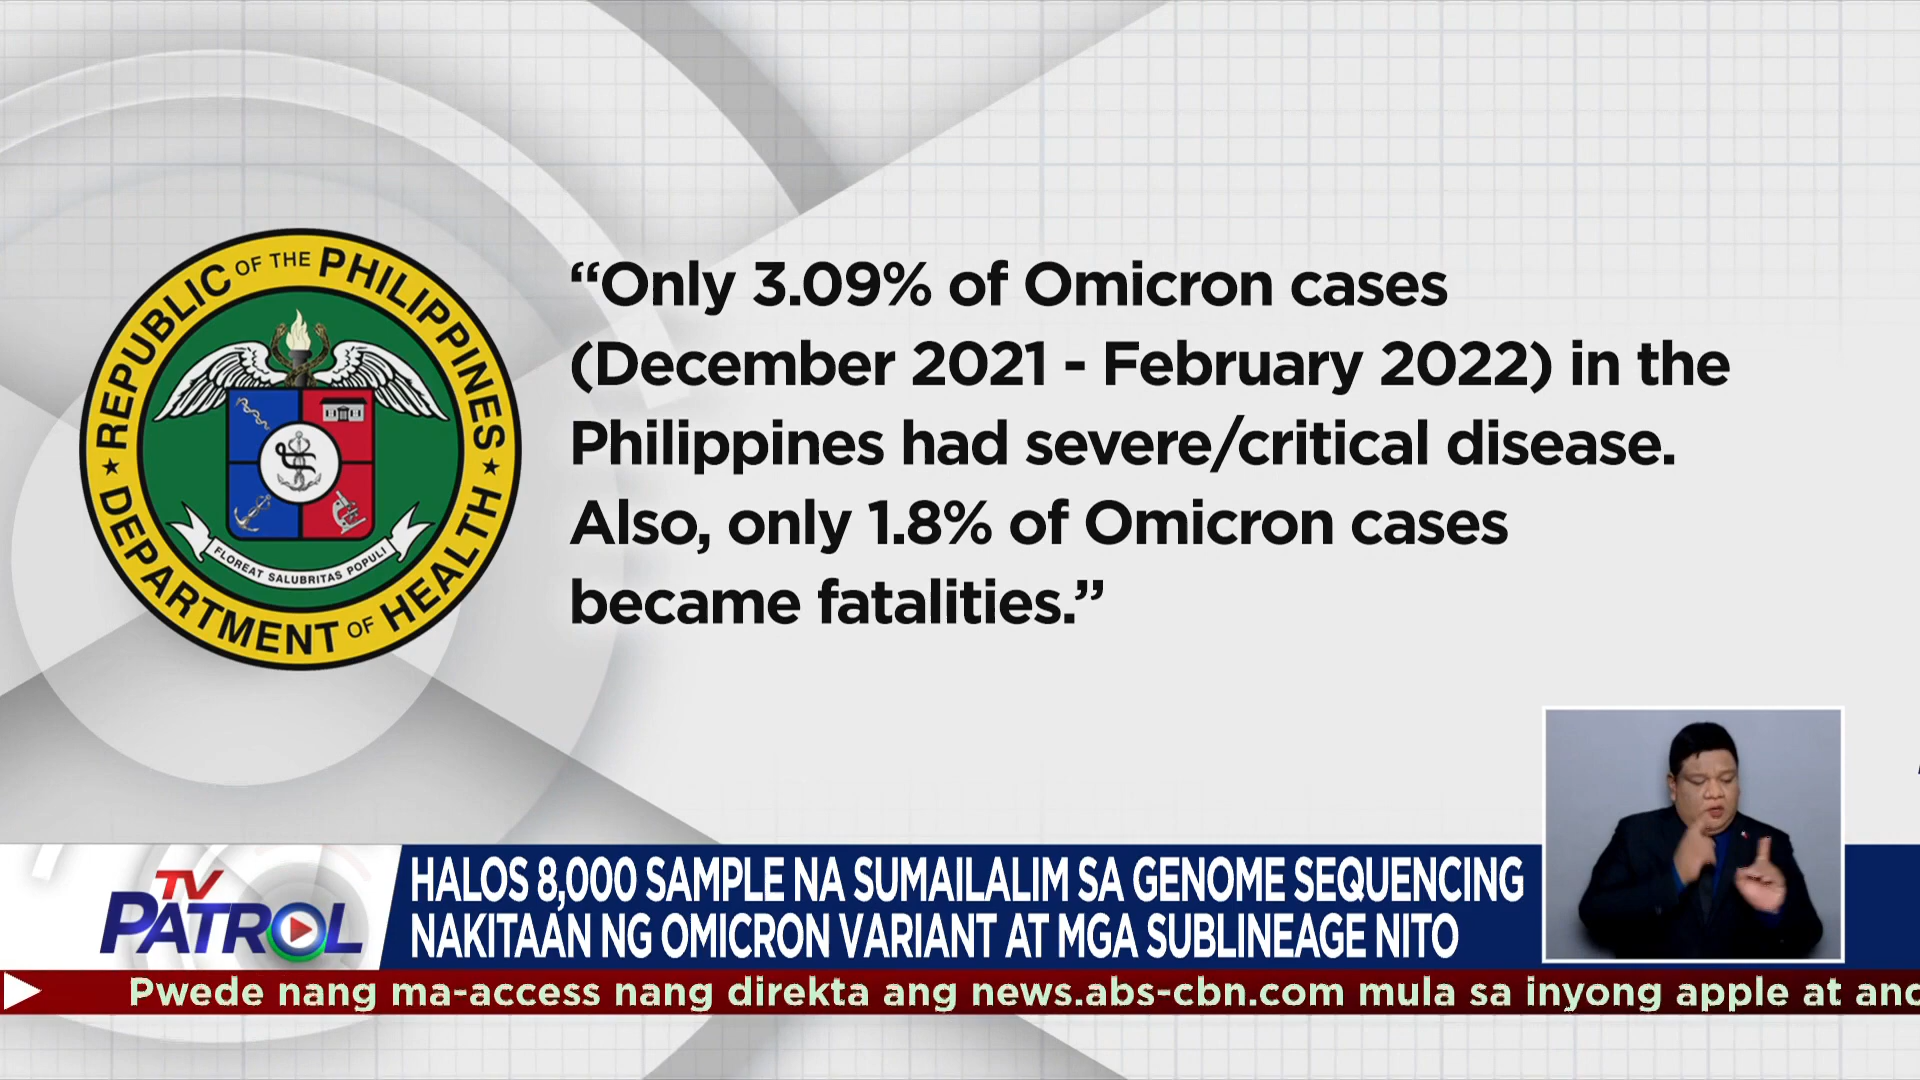 REPUBLIC OF THE PHILIPPINES
DEPARTMENT OF HEALTH
FLOREAT SALUBRITAS POPULI
“Only 3.09% of Omicron cases
(December 2021 - February 2022) in the
Philippines had severe/critical disease.
Also, only 1.8% of Omicron cases
became fatalities.”
TV
PATROL
HALOS 8,000 SAMPLE NA SUMAILALIM SA GENOME SEQUENCING
NAKITAAN NG OMICRON VARIANT AT MGA SUBLINEAGE NITO
Pwede nang ma-access nang direkta ang news.abs-cbn.com mula sa inyong apple at